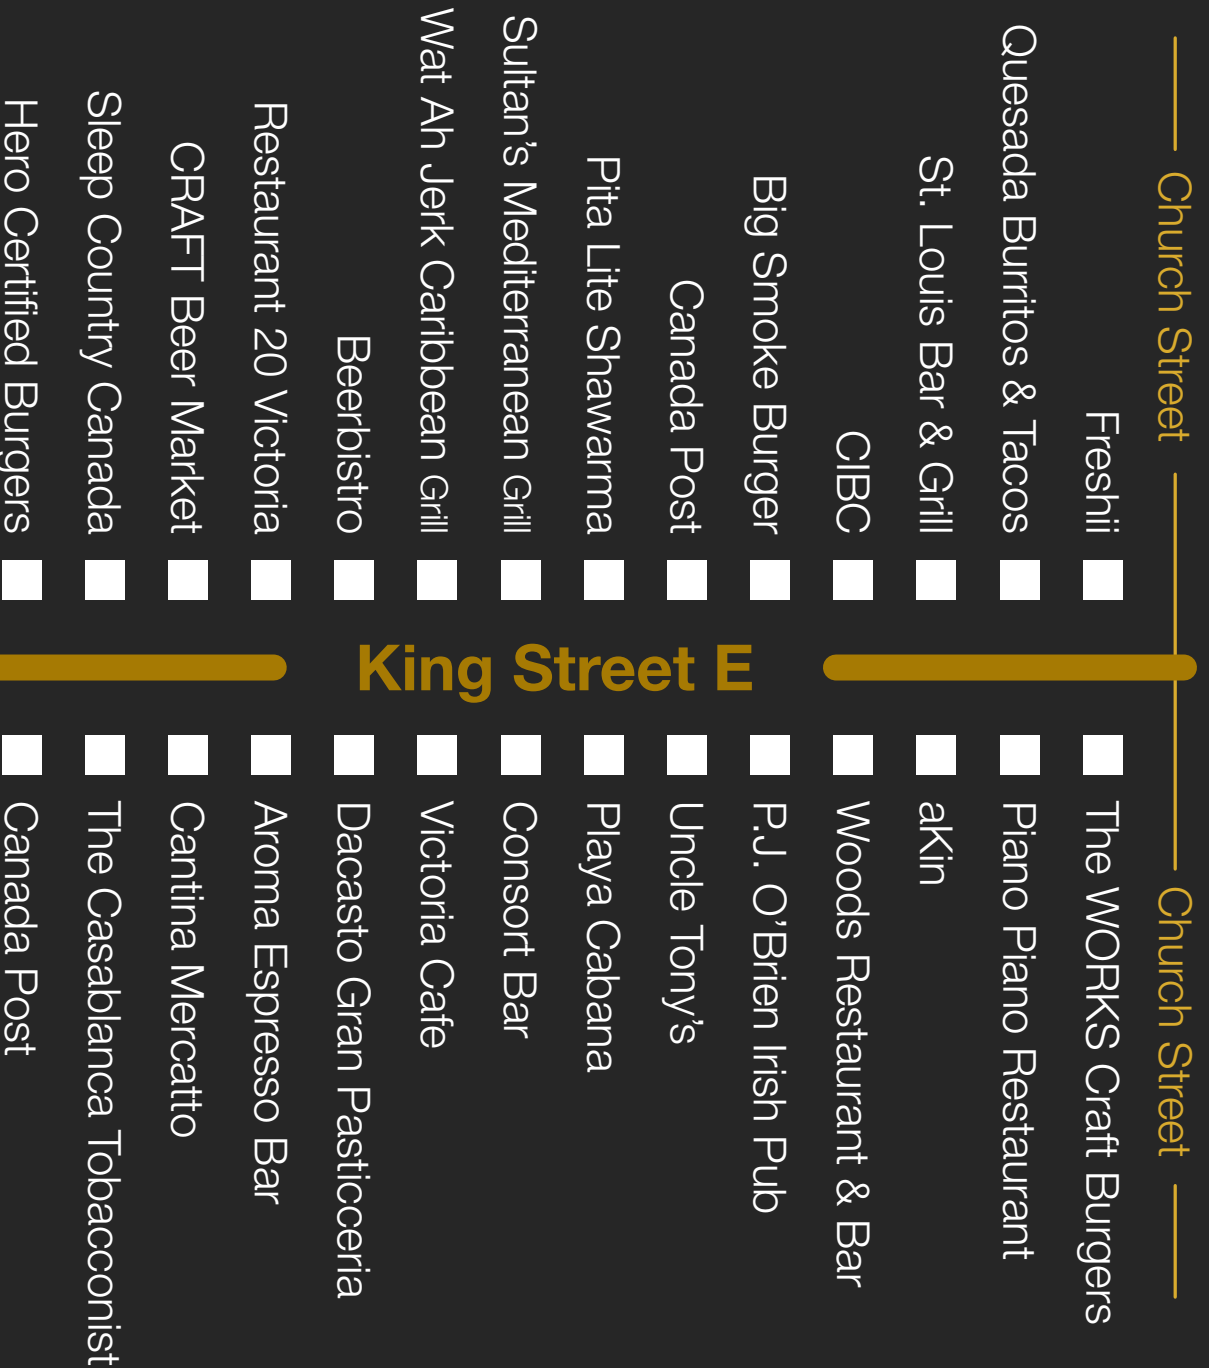 Church Street
Freshii
Quesada Burritos & Tacos
St. Louis Bar & Grill
CIBC
Big Smoke Burger
Canada Post
Pita Lite Shawarma
Sultan's Mediterranean Grill
Wat Ah Jerk Caribbean Grill
Beerbistro
Restaurant 20 Victoria
CRAFT Beer Market
Sleep Country Canada
Hero Certified Burgers
King Street E
Church Street
The WORKS Craft Burgers
Piano Piano Restaurant
aKin
Woods Restaurant & Bar
P.J. O'Brien Irish Pub
Uncle Tony's
Playa Cabana
Consort Bar
Victoria Cafe
Dacasto Gran Pasticceria
Aroma Espresso Bar
Cantina Mercatto
The Casablanca Tobacconist
Canada Post